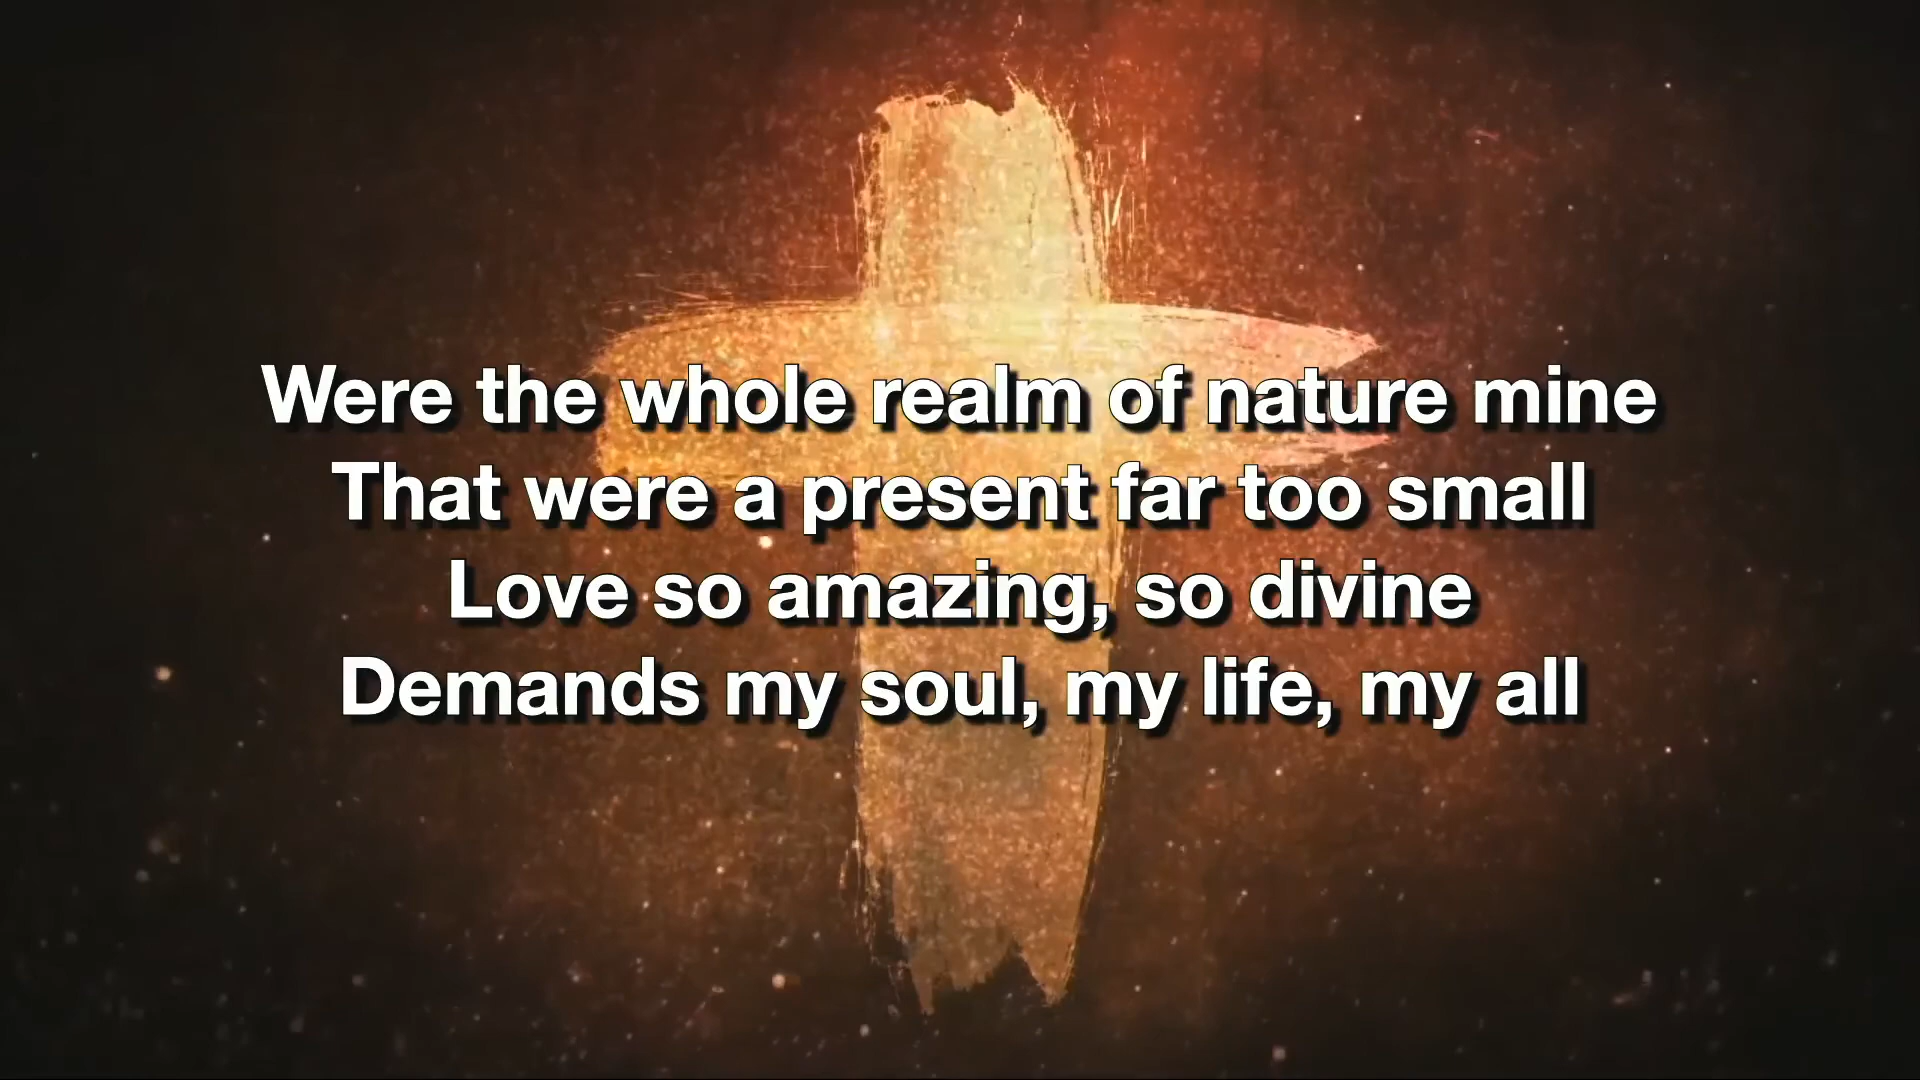 Were the whole realm of nature mine
That were a present far too small
Love so amazing, so divine
Demands my soul, my life, my all